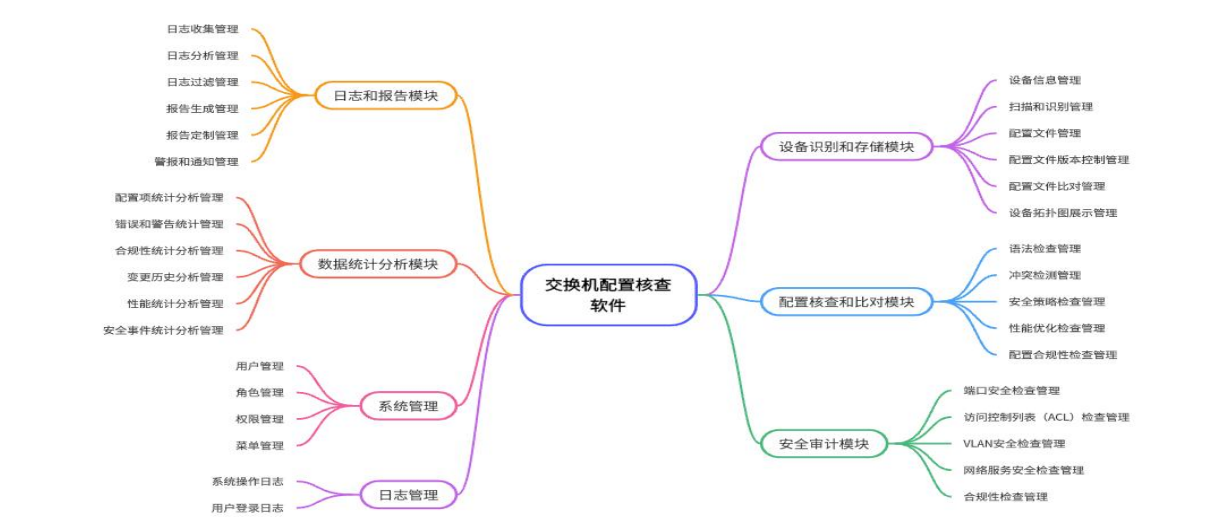 交换机配置核查
软件
日志和报告模块
日志收集管理
日志分析管理
日志过滤管理
报告生成管理
报告定制管理
警报和通知管理
数据统计分析模块
配置项统计分析管理
错误和警告统计管理
合规性统计分析管理
变更历史分析管理
性能统计分析管理
安全事件统计分析管理
系统管理
用户管理
角色管理
权限管理
菜单管理
日志管理
系统操作日志
用户登录日志
设备识别和存储模块
设备信息管理
扫描和识别管理
配置文件管理
配置文件版本控制管理
配置文件比对管理
设备拓扑图展示管理
配置核查和比对模块
语法检查管理
冲突检测管理
安全策略检查管理
性能优化检查管理
配置合规性检查管理
安全审计模块
端口安全检查管理
访问控制列表（ACL）检查管理
VLAN安全检查管理
网络服务安全检查管理
合规性检查管理